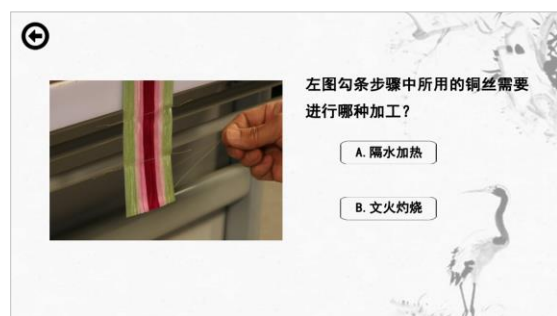 左图勾条步骤中所用的铜丝需要
进行哪种加工？
A.隔水加热
B.文火灼烧